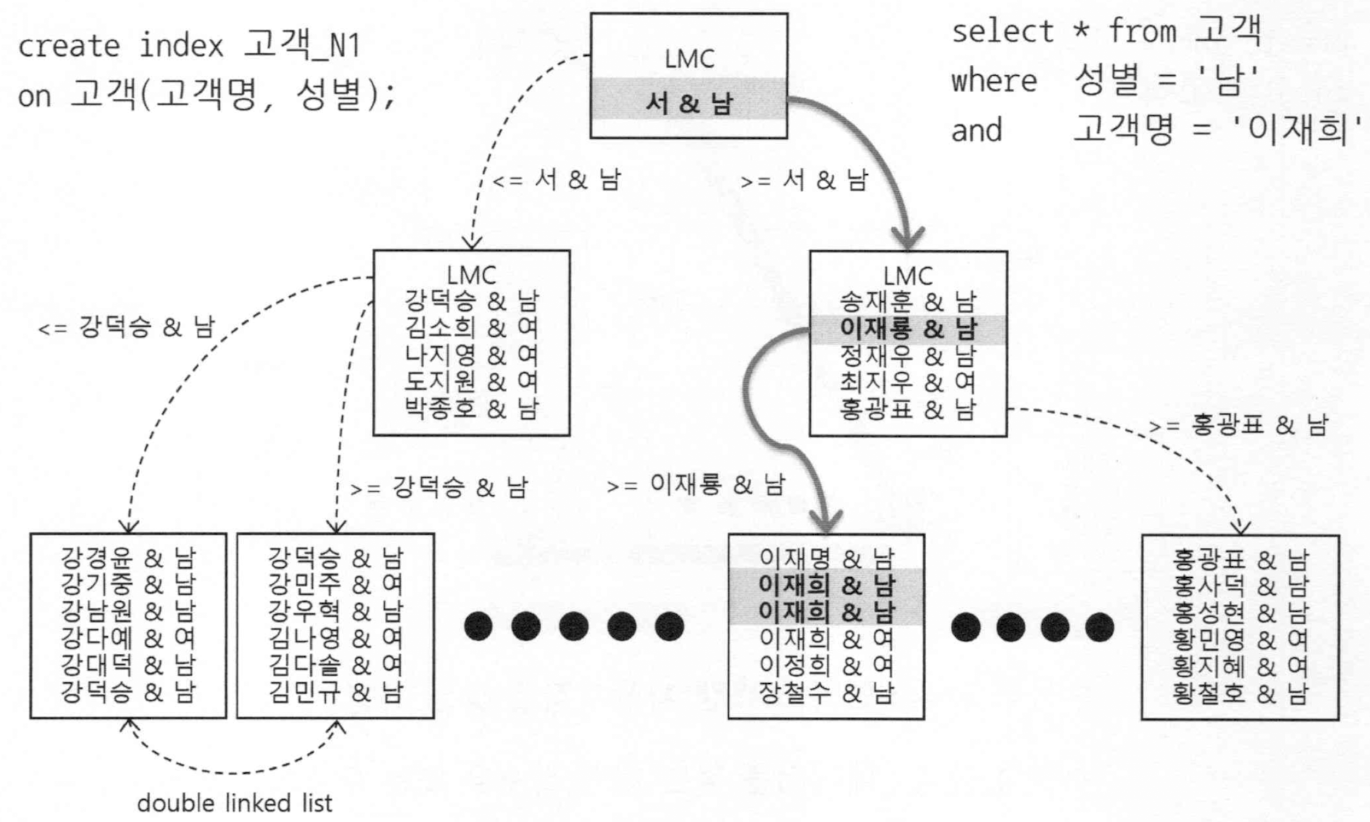 create index 고객_N1
on 고객(고객명, 성별);
LMC
서 & 남
select * from 고객
where 성별 = '남'
and 고객명 = '이재희'
<= 서 & 남
>= 서 & 남
LMC
강덕승 & 남
김소희 & 여
나지영 & 여
도지원 & 여
박종호 & 남
LMC
송재훈 & 남
이재룡 & 남
정재우 & 남
최지우 & 여
홍광표 & 남
<= 강덕승 & 남
>= 강덕승 & 남
>= 이재룡 & 남
>= 홍광표 & 남
강경윤 & 남
강기중 & 남
강남원 & 남
강다예 & 여
강대덕 & 남
강덕승 & 남
강덕승 & 남
강민주 & 여
강우혁 & 남
김나영 & 여
김다솔 & 여
김민규 & 남
이재명 & 남
이재희 & 남
이재희 & 남
이재희 & 여
이정희 & 여
장철수 & 남
홍광표 & 남
홍사덕 & 남
홍성현 & 남
황민영 & 여
황지혜 & 여
황철호 & 남
double linked list